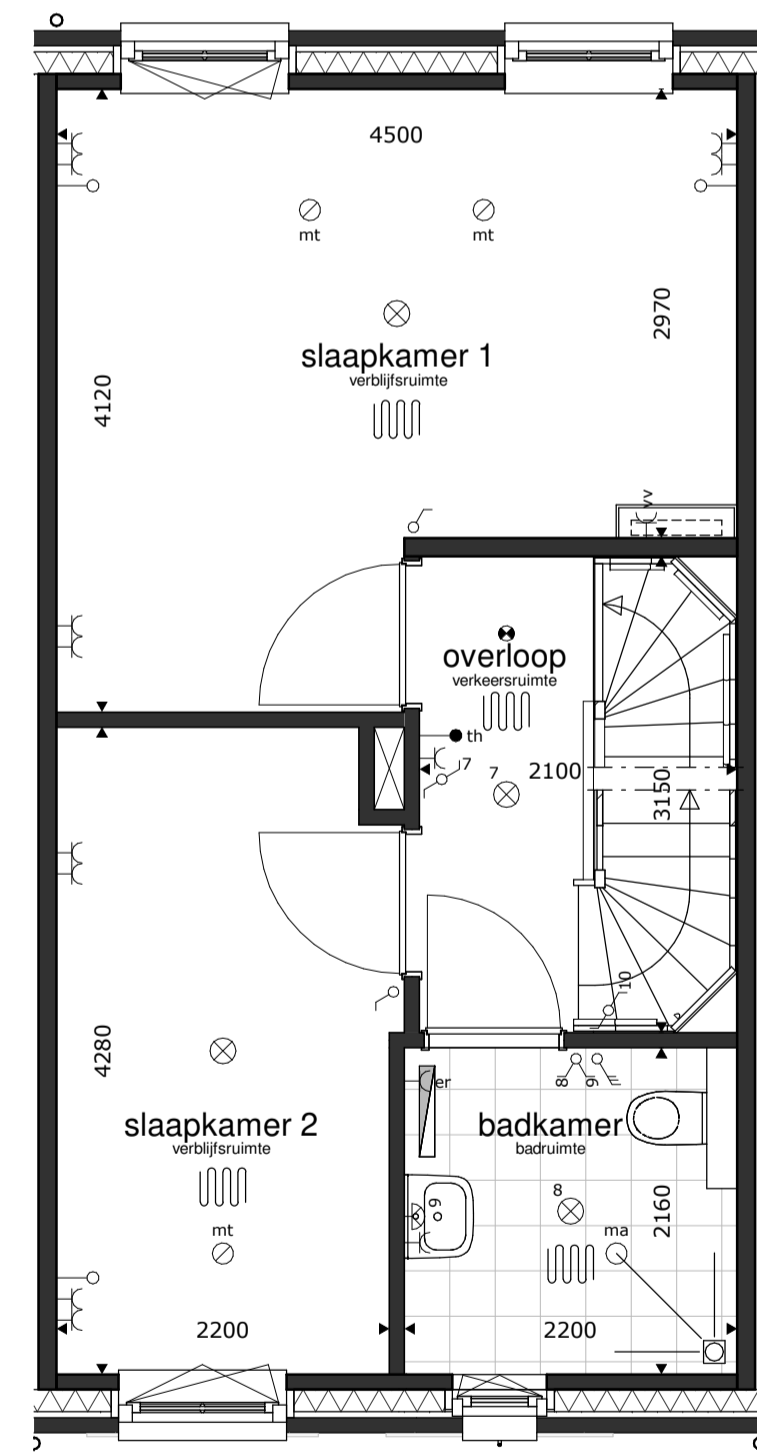 4500
mt
mt
2970
slaapkamer 1
verblijfsruimte
4120
vv
overloop
verkeersruimte
th
7
7
2100
3150
10
4280
er
8
9
slaapkamer 2
verblijfsruimte
badkamer
badruimte
9
8
2160
mt
ma
2200
2200